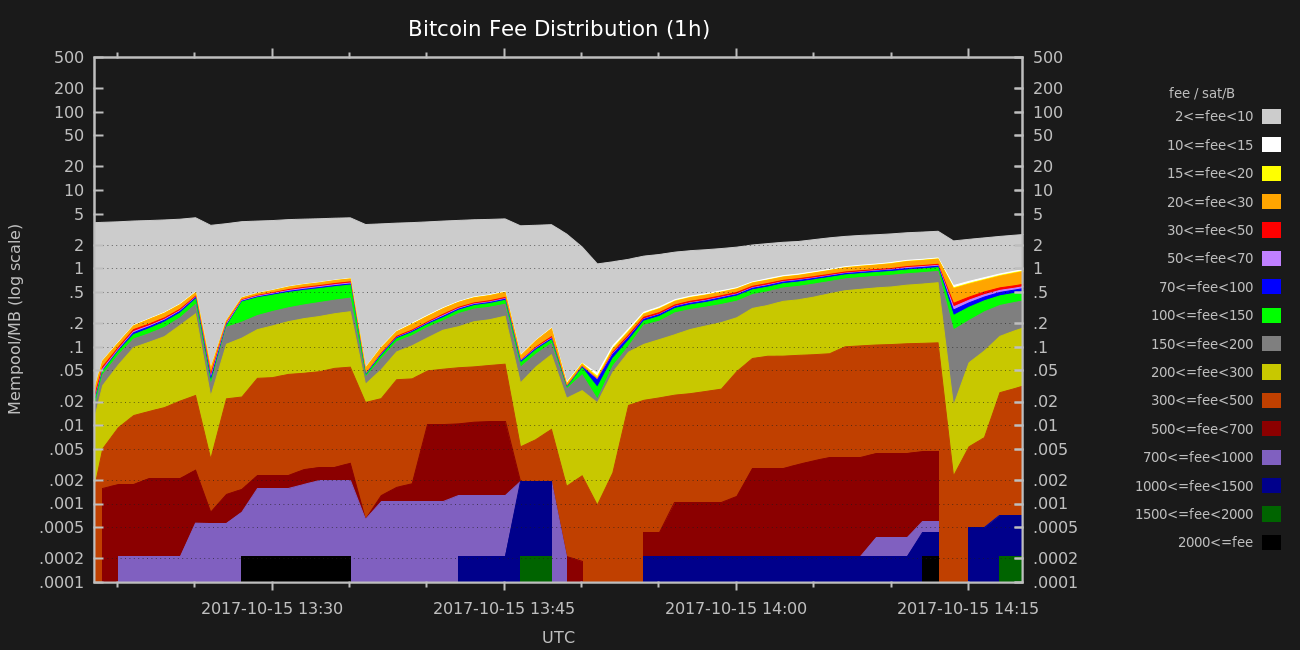 Bitcoin Fee Distribution (1h)
500
200
100
50
20
10
5
2
1
.5
.2
.1
.05
.02
.01
.005
.002
.001
.0005
.0002
.0001
Mempool/MB (log scale)
500
200
100
50
20
10
5
2
1
.5
.2
.1
.05
.02
.01
.005
.002
.001
.0005
.0002
.0001
2017-10-15 13:30
2017-10-15 13:45
2017-10-15 14:00
2017-10-15 14:15
UTC
fee / sat/B
2<=fee<10
10<=fee<15
15<=fee<20
20<=fee<30
30<=fee<50
50<=fee<70
70<=fee<100
100<=fee<150
150<=fee<200
200<=fee<300
300<=fee<500
500<=fee<700
700<=fee<1000
1000<=fee<1500
1500<=fee<2000
2000<=fee